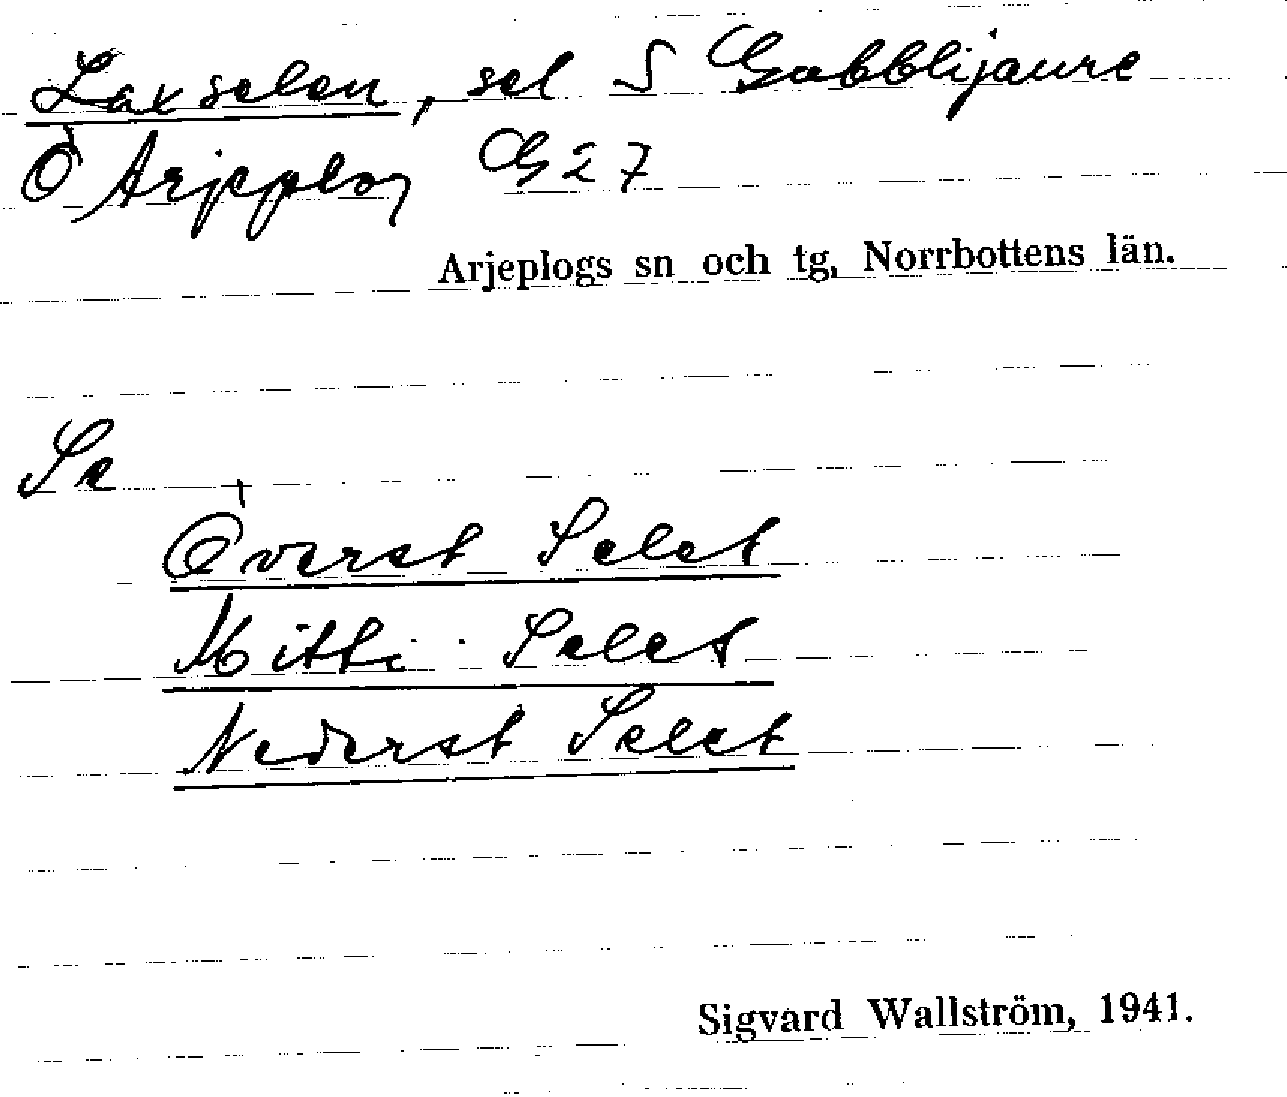 Laxselen, sel S Gabblijaure
Ö Arjeplog G 27
Arjeplogs sn och tg, Norrbottens län.
Se
Överst Selet
Mitti Selet
Nederst Selet
Sigvard Wallström, 1941.